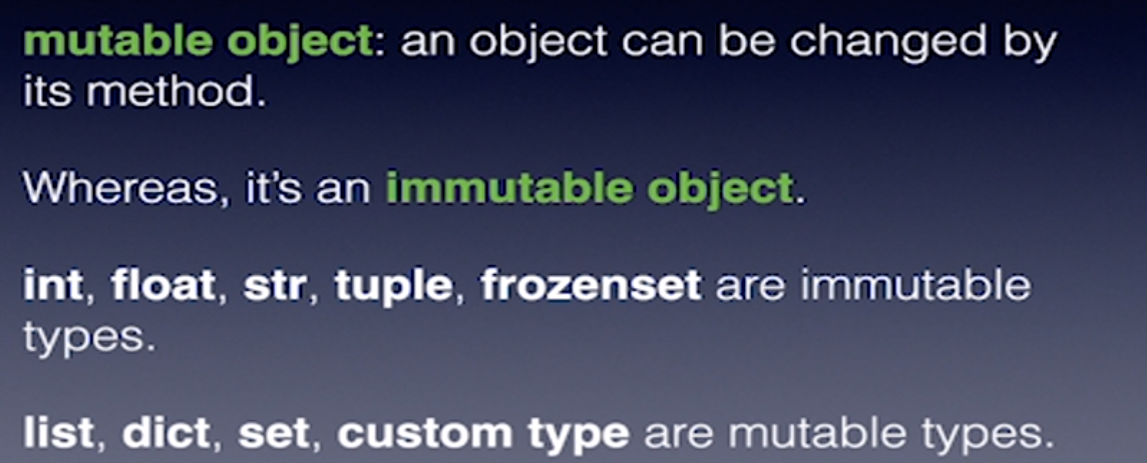 mutable object: an object can be changed by
its method.
Whereas, it's an immutable object.
int, float, str, tuple, frozenset are immutable
types.
list, dict, set, custom type are mutable types.